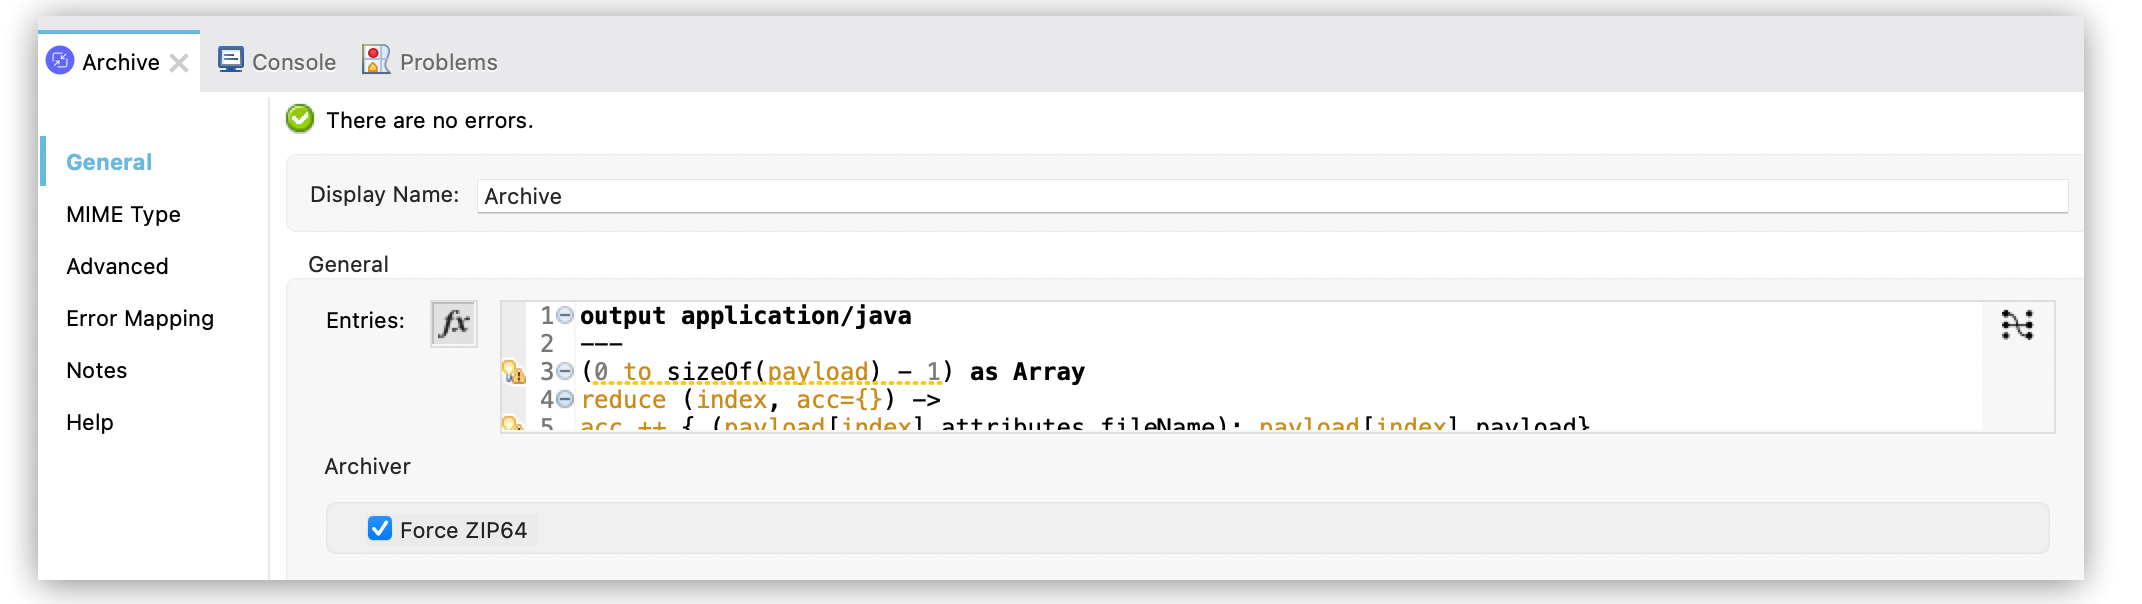 Archive
Console
Problems
General
MIME Type
Advanced
Error Mapping
Notes
Help
There are no errors.
Display Name: Archive
General
Entries: fx
1 output application/java
2 ---
3 (0 to sizeOf(payload) - 1) as Array
4 reduce (index, acc={}) ->
5 acc ++ { (payload[index].attributes.fileName): payload[index].payload}
Archiver
Force ZIP64